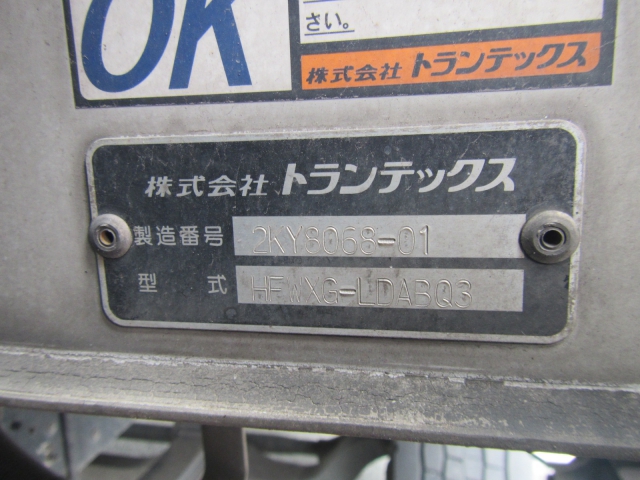 OK
さい。
株式会社 トランテックス
株式会社 トランテックス
製造番号 2KY8068-01
型式 HFWXG-LDABQ3